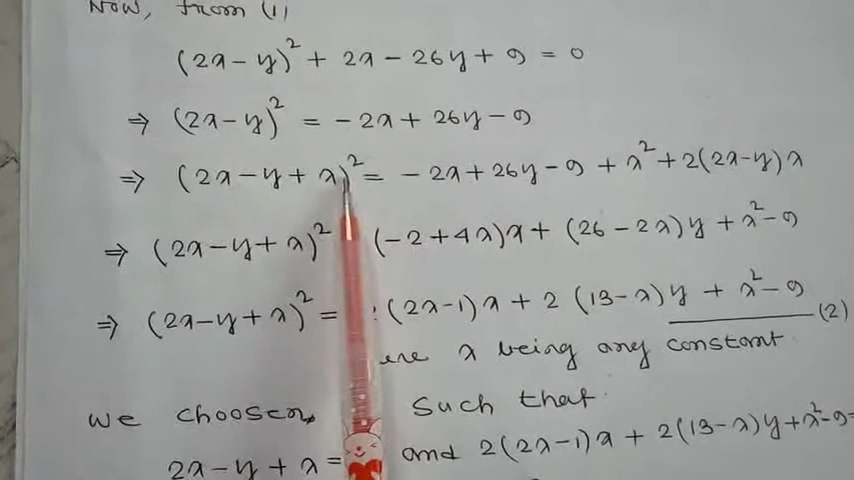 Now, from (1)
(2x-y)² + 2x - 26y + 9 = 0
⇒ (2x-y)² = -2x + 26y - 9
⇒ (2x-y+λ)² = -2x + 26y - 9 + λ² + 2(2x-y)λ
⇒ (2x-y+λ)² (-2+4λ)x + (26-2λ)y + λ²-9
⇒ (2x-y+λ)² = (2λ-1)x + 2(13-λ)y + λ²-9 (2)
λ being any constant
We choosen such that
2x-y+λ = and 2(2λ-1)x + 2(13-λ)y + λ²-9=